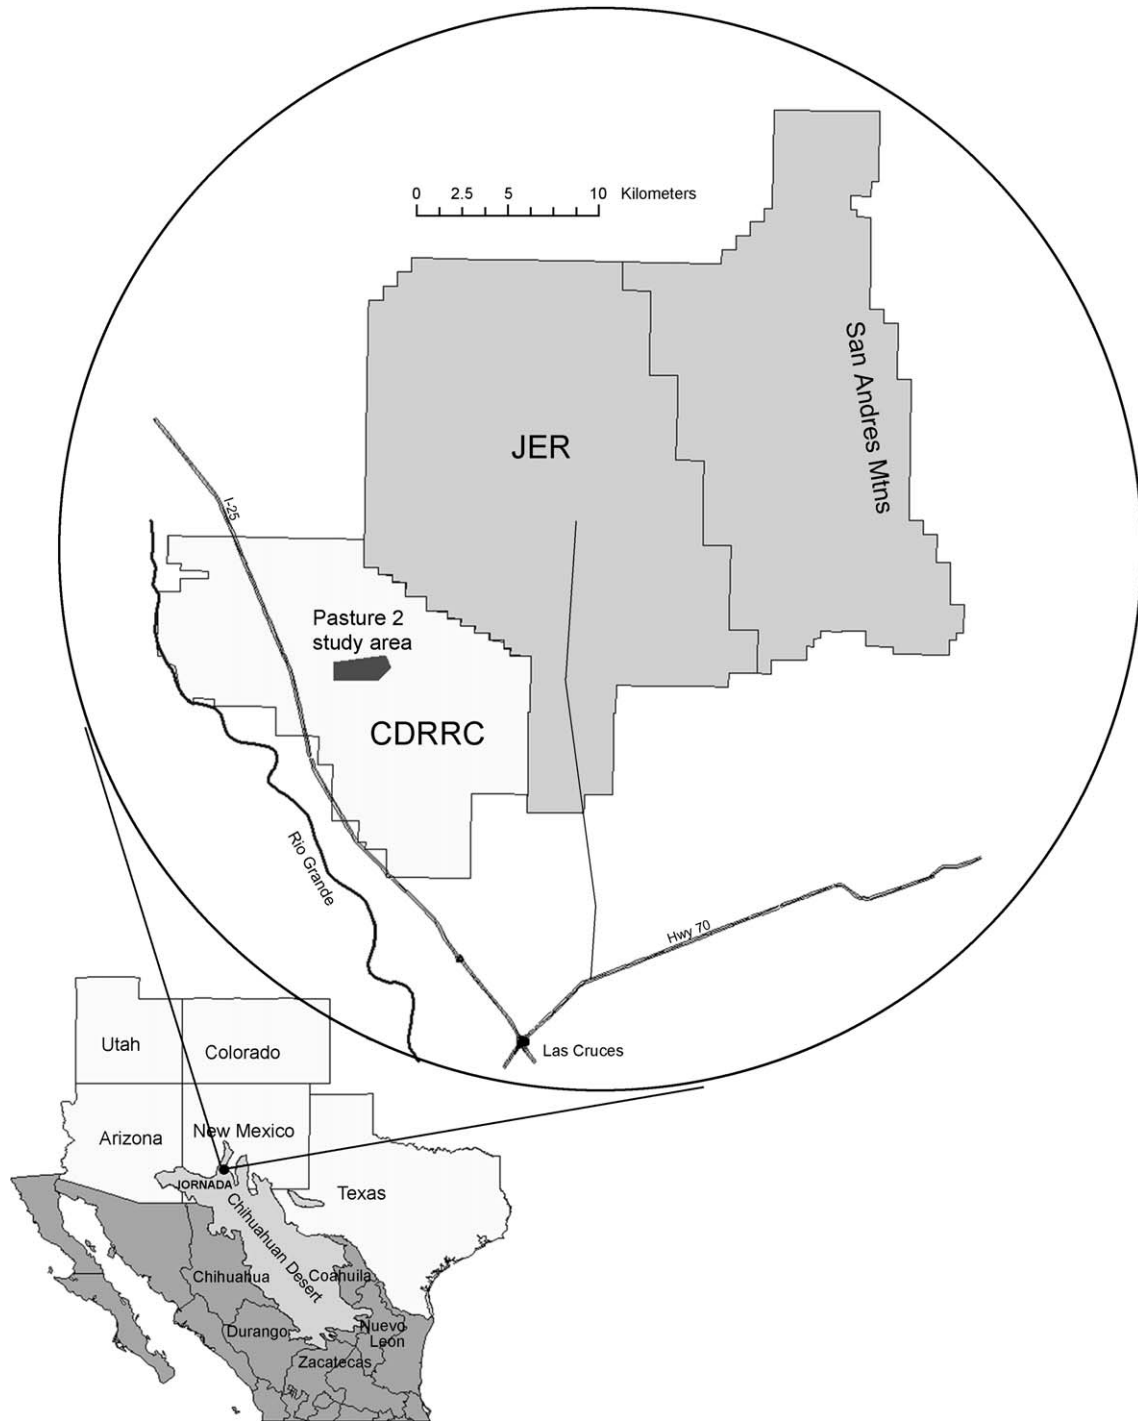 0 2.5 5 10 Kilometers
San Andres Mtns
JER
I-25
Pasture 2
study area
CDRRC
Rio Grande
Hwy 70
Las Cruces
Utah
Colorado
Arizona
New Mexico
JORNADA
Texas
Chihuahuan Desert
Chihuahua
Coahuila
Durango
Nuevo
León
Zacatecas